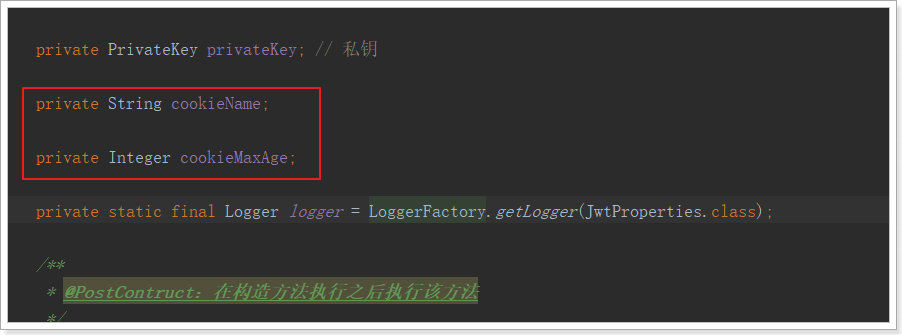 private PrivateKey privateKey; // 私钥
private String cookieName;
private Integer cookieMaxAge;
private static final Logger logger = LoggerFactory.getLogger(JwtProperties.class);
/**
* @PostContruct：在构造方法执行之后执行该方法
*/